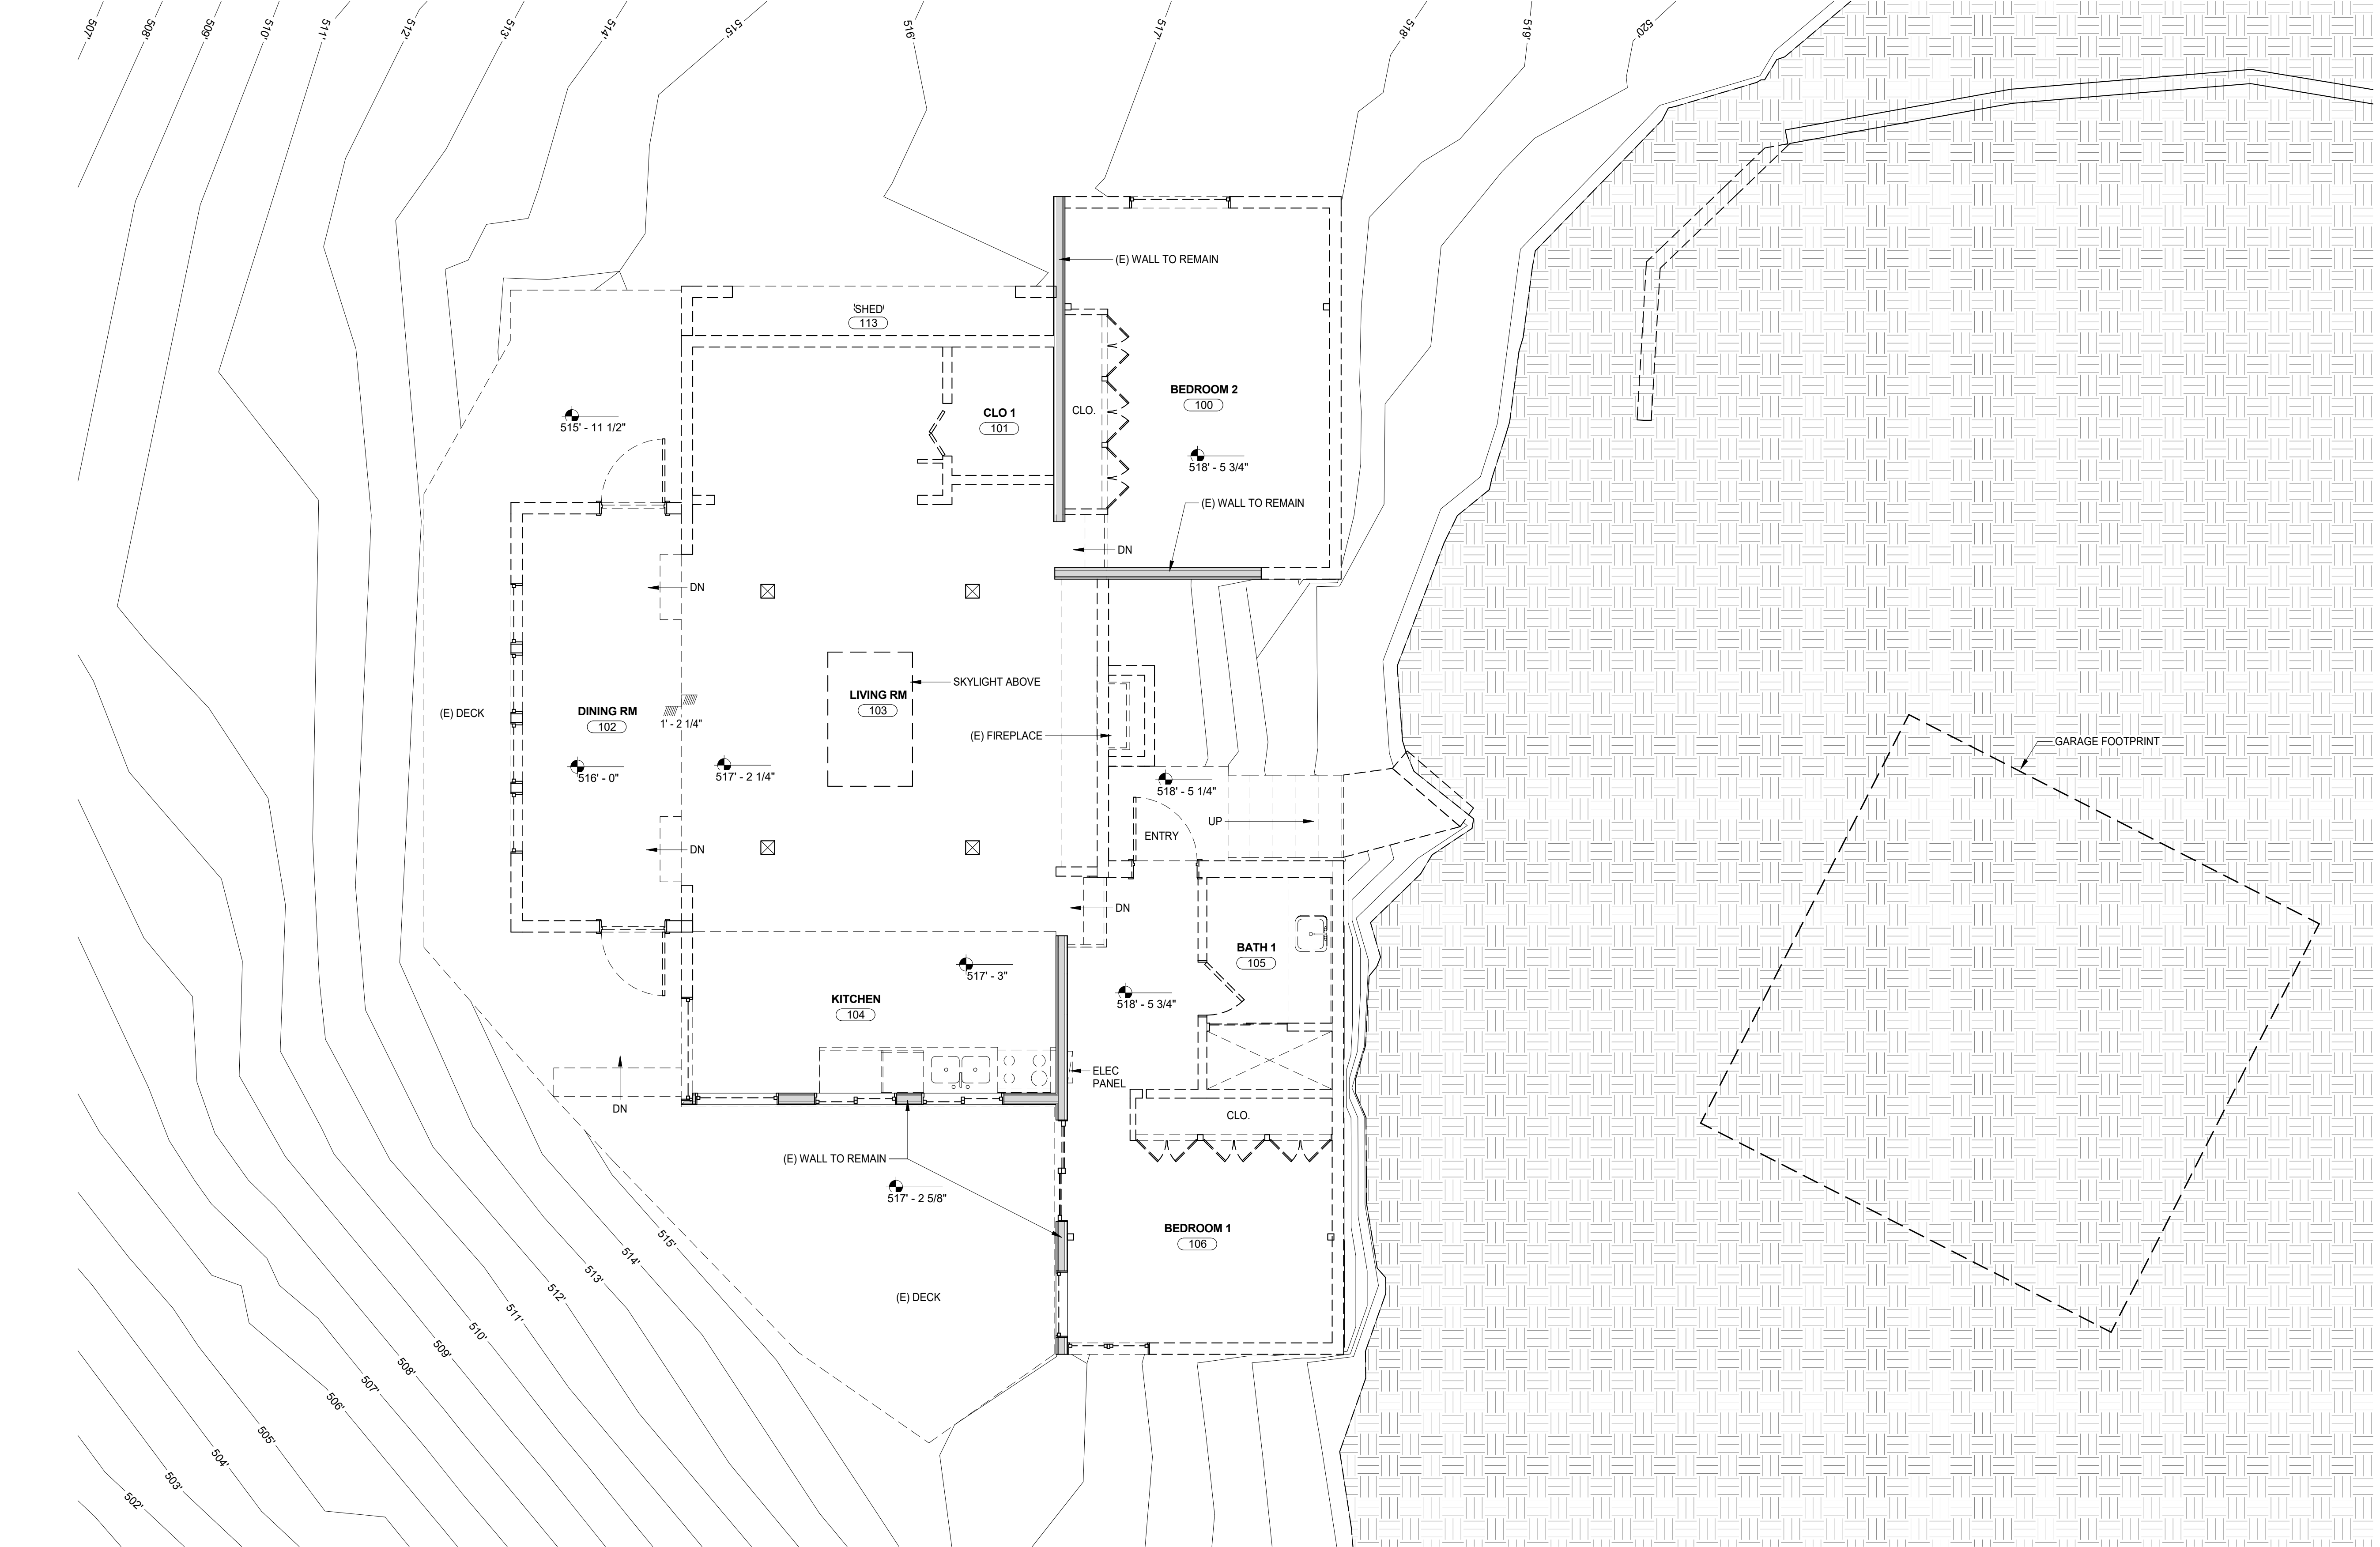 507'
508'
509'
510'
511'
512'
513'
514'
515'
516'
517'
518'
519'
520'
(E) WALL TO REMAIN
SHED
113
BEDROOM 2
100
CLO.
CLO 1
101
515' - 11 1/2"
518' - 5 3/4"
(E) WALL TO REMAIN
DN
DN
SKYLIGHT ABOVE
LIVING RM
103
DINING RM
102
(E) DECK
1' - 2 1/4"
(E) FIREPLACE
GARAGE FOOTPRINT
516' - 0"
517' - 2 1/4"
518' - 5 1/4"
UP
ENTRY
DN
DN
BATH 1
105
517' - 3"
518' - 5 3/4"
KITCHEN
104
ELEC
PANEL
DN
CLO.
(E) WALL TO REMAIN
517' - 2 5/8"
BEDROOM 1
106
(E) DECK
515'
514'
513'
512'
511'
510'
509'
508'
507'
506'
505'
504'
503'
502'